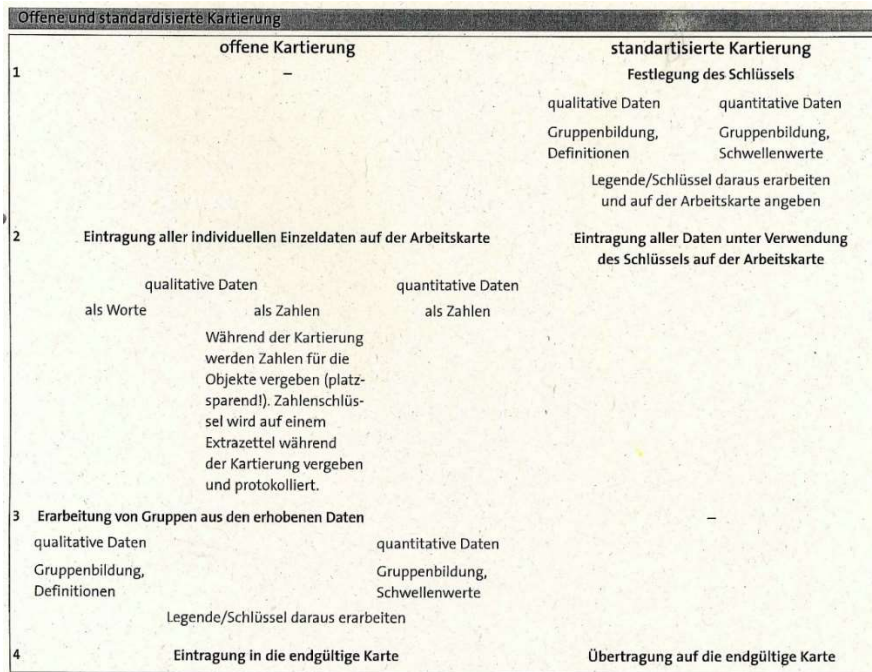 Offene und standardisierte Kartierung
offene Kartierung
standartisierte Kartierung
1
–
Festlegung des Schlüssels
qualitative Daten
quantitative Daten
Gruppenbildung,
Definitionen
Gruppenbildung,
Schwellenwerte
Legende/Schlüssel daraus erarbeiten
und auf der Arbeitskarte angeben
2
Eintragung aller individuellen Einzeldaten auf der Arbeitskarte
Eintragung aller Daten unter Verwendung
des Schlüssels auf der Arbeitskarte
qualitative Daten
quantitative Daten
als Worte
als Zahlen
als Zahlen
Während der Kartierung
werden Zahlen für die
Objekte vergeben (platz-
sparend!). Zahlenschlüs-
sel wird auf einem
Extrazettel während
der Kartierung vergeben
und protokolliert.
3
Erarbeitung von Gruppen aus den erhobenen Daten
–
qualitative Daten
quantitative Daten
Gruppenbildung,
Definitionen
Gruppenbildung,
Schwellenwerte
Legende/Schlüssel daraus erarbeiten
4
Eintragung in die endgültige Karte
Übertragung auf die endgültige Karte